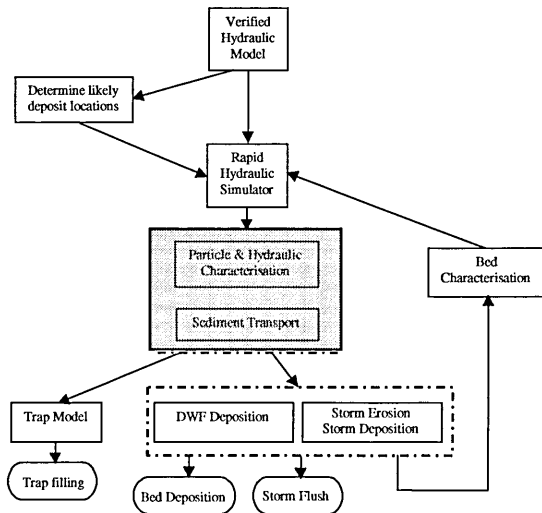 Verified
Hydraulic
Model
Determine likely
deposit locations
Rapid
Hydraulic
Simulator
Particle & Hydraulic
Characterisation
Bed
Characterisation
Sediment Transport
Trap Model
DWF Deposition
Storm Erosion
Storm Deposition
Trap filling
Bed Deposition
Storm Flush